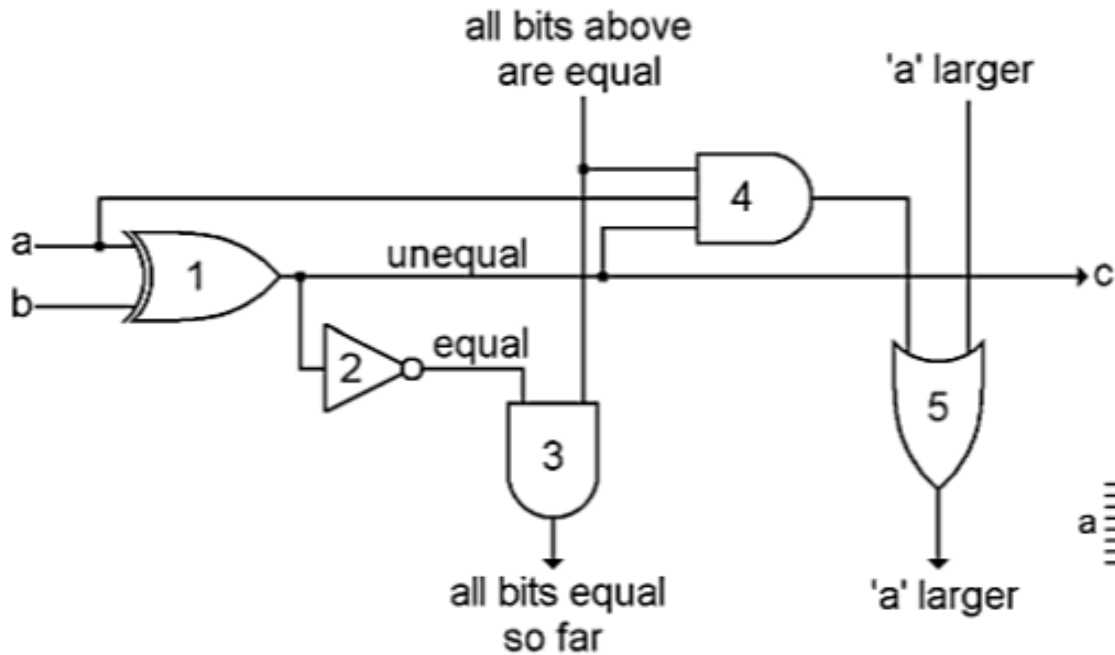 all bits above
are equal
'a' larger
4
a
unequal
1
c
b
equal
2
5
3
a
all bits equal
so far
'a' larger